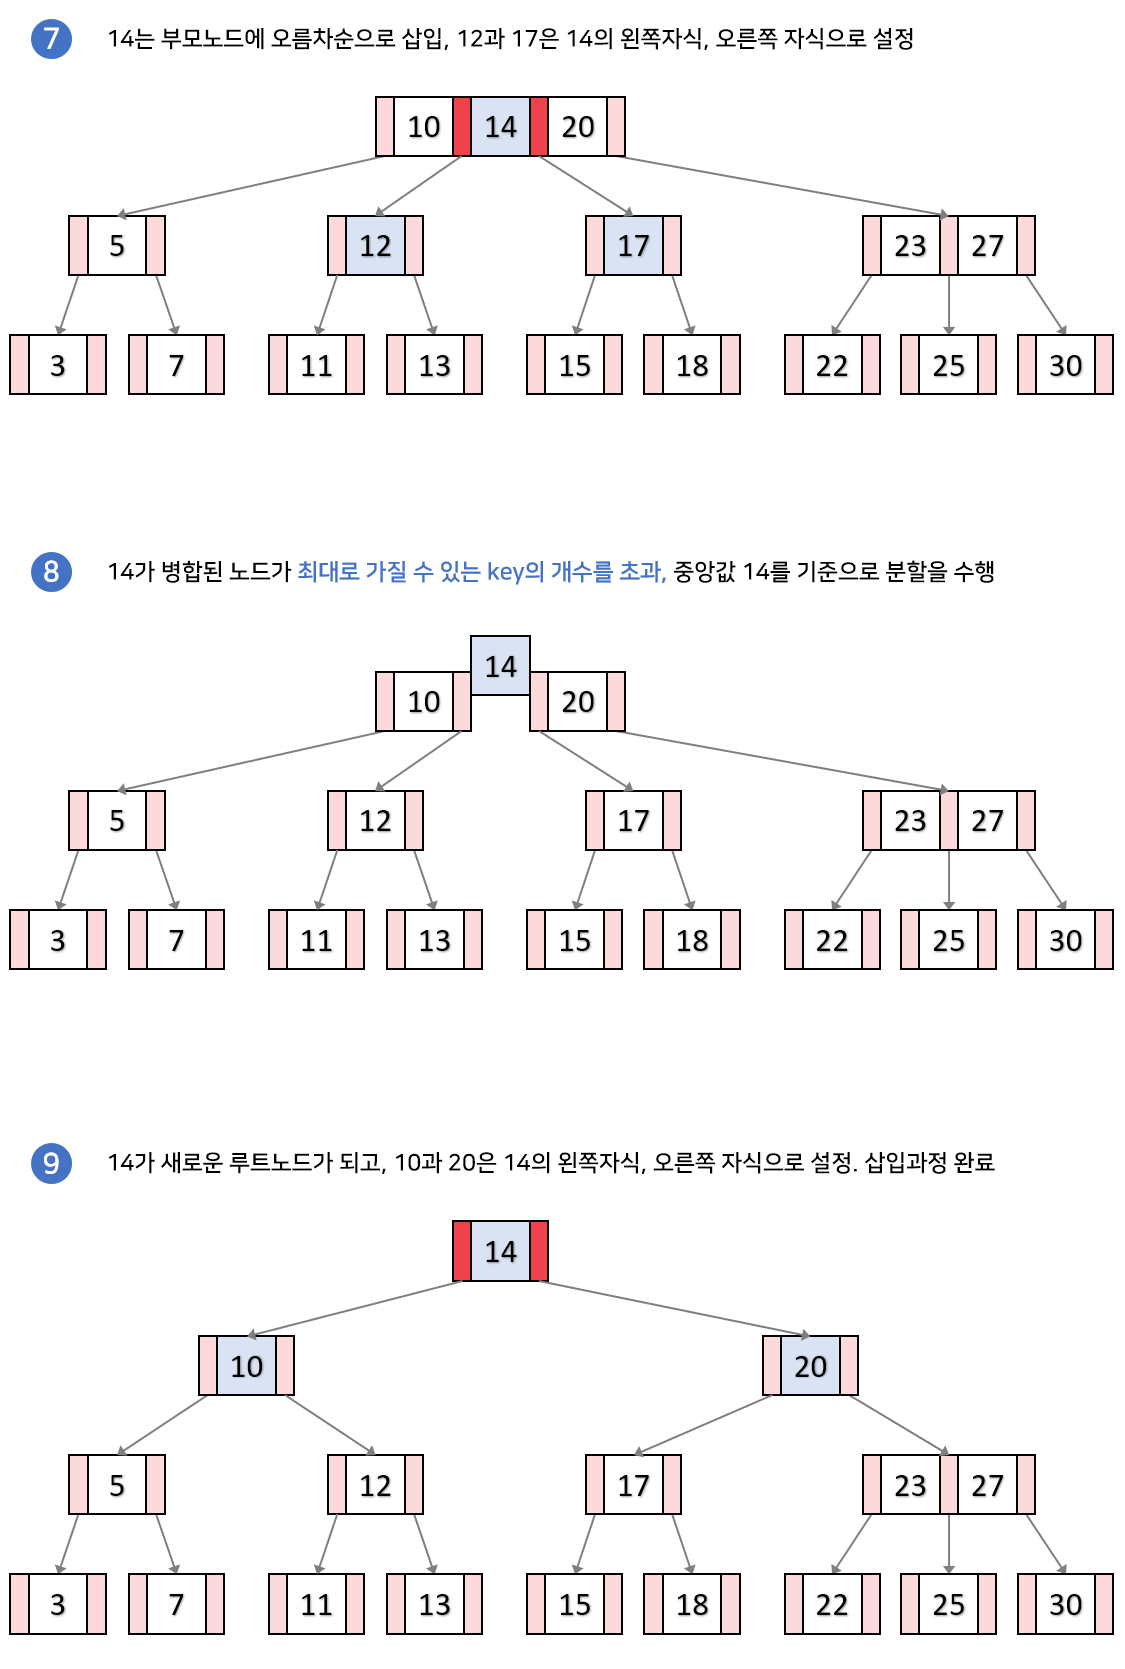 7 14는 부모노드에 오름차순으로 삽입, 12과 17은 14의 왼쪽자식, 오른쪽 자식으로 설정
10 14 20
5 12 17 23 27
3 7 11 13 15 18 22 25 30
8 14가 병합된 노드가 최대로 가질 수 있는 key의 개수를 초과, 중앙값 14를 기준으로 분할을 수행
14
10 20
5 12 17 23 27
3 7 11 13 15 18 22 25 30
9 14가 새로운 루트노드가 되고, 10과 20은 14의 왼쪽자식, 오른쪽 자식으로 설정. 삽입과정 완료
14
10 20
5 12 17 23 27
3 7 11 13 15 18 22 25 30